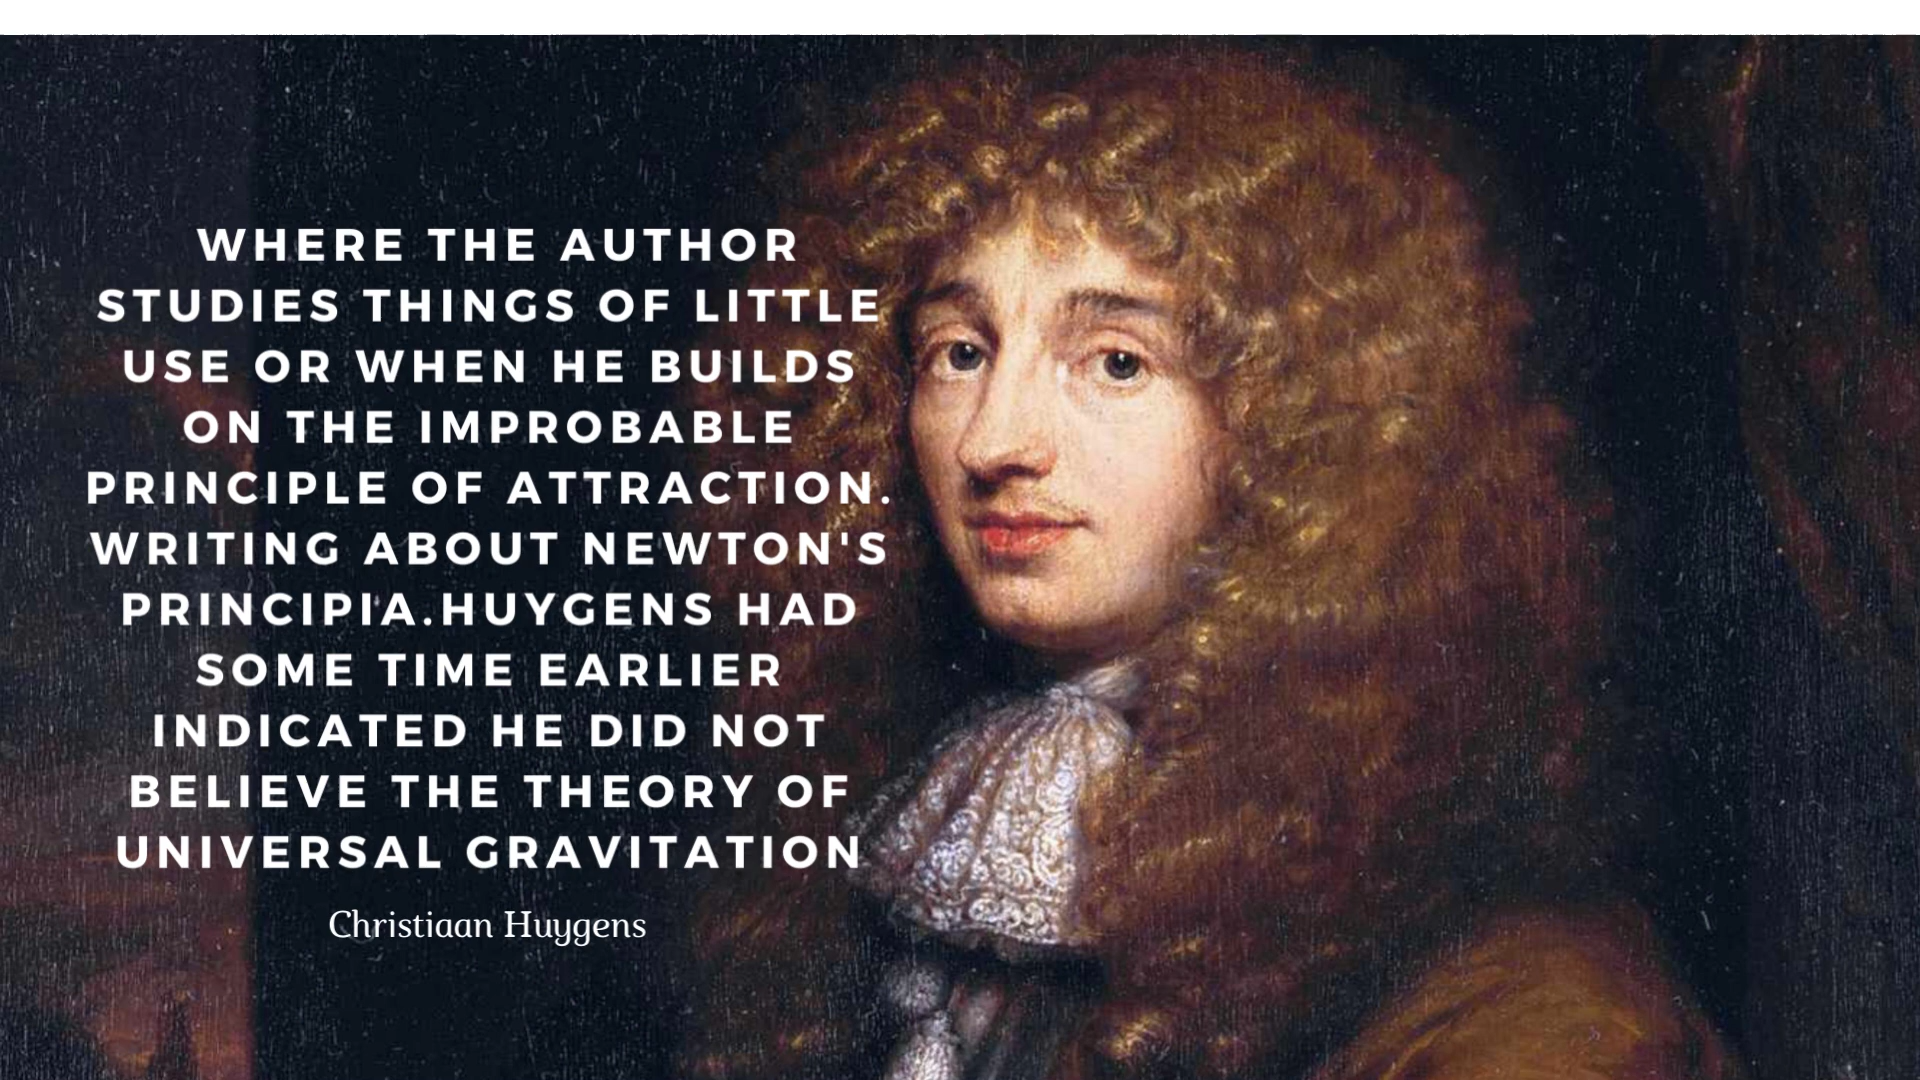 WHERE THE AUTHOR
STUDIES THINGS OF LITTLE
USE OR WHEN HE BUILDS
ON THE IMPROBABLE
PRINCIPLE OF ATTRACTION.
WRITING ABOUT NEWTON'S
PRINCIPIA.HUYGENS HAD
SOME TIME EARLIER
INDICATED HE DID NOT
BELIEVE THE THEORY OF
UNIVERSAL GRAVITATION
Christiaan Huygens